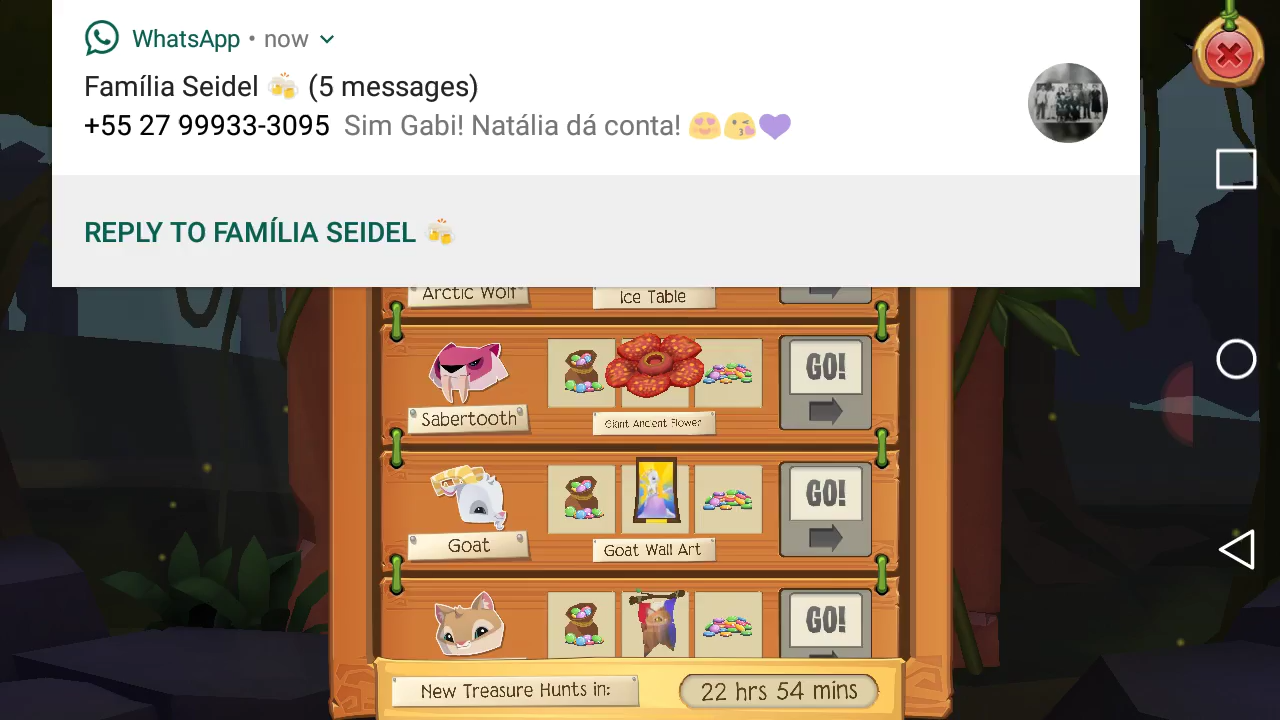 WhatsApp • now
Família Seidel 🍻 (5 messages)
+55 27 99933-3095 Sim Gabi! Natália dá conta! 😍😘💜
REPLY TO FAMÍLIA SEIDEL 🍻
Arctic Wolf
Ice Table
Sabertooth
Giant Ancient Flower
GO!
Goat
Goat Wall Art
GO!
GO!
New Treasure Hunts in:
22 hrs 54 mins